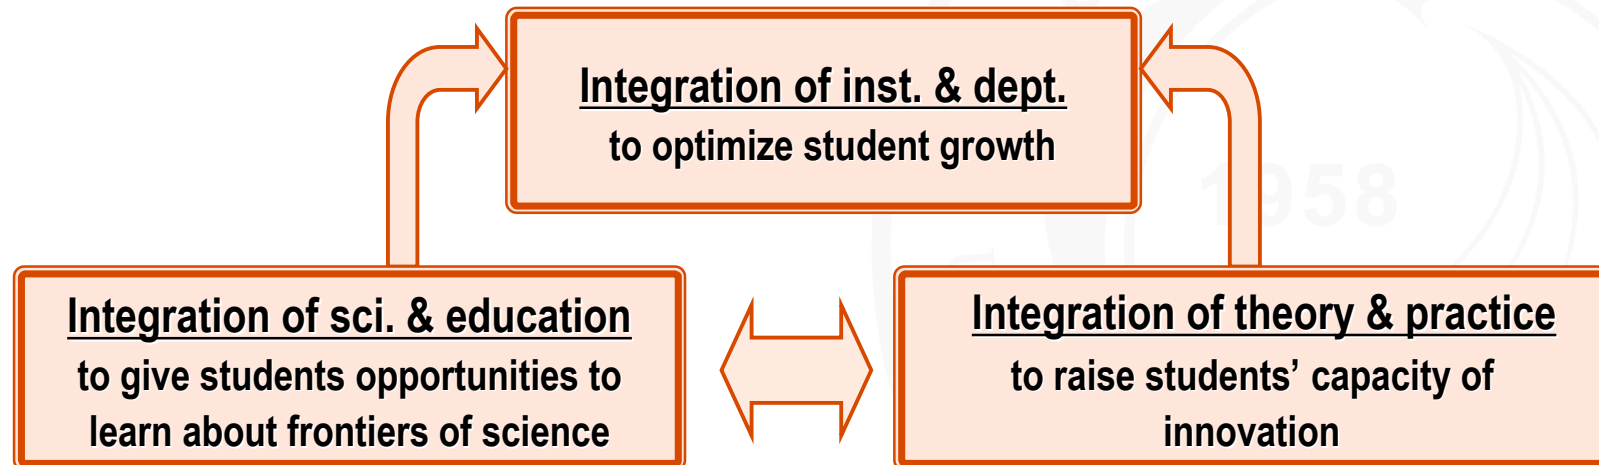 Integration of inst. & dept.
to optimize student growth
1958
Integration of sci. & education
to give students opportunities to
learn about frontiers of science
Integration of theory & practice
to raise students’ capacity of
innovation